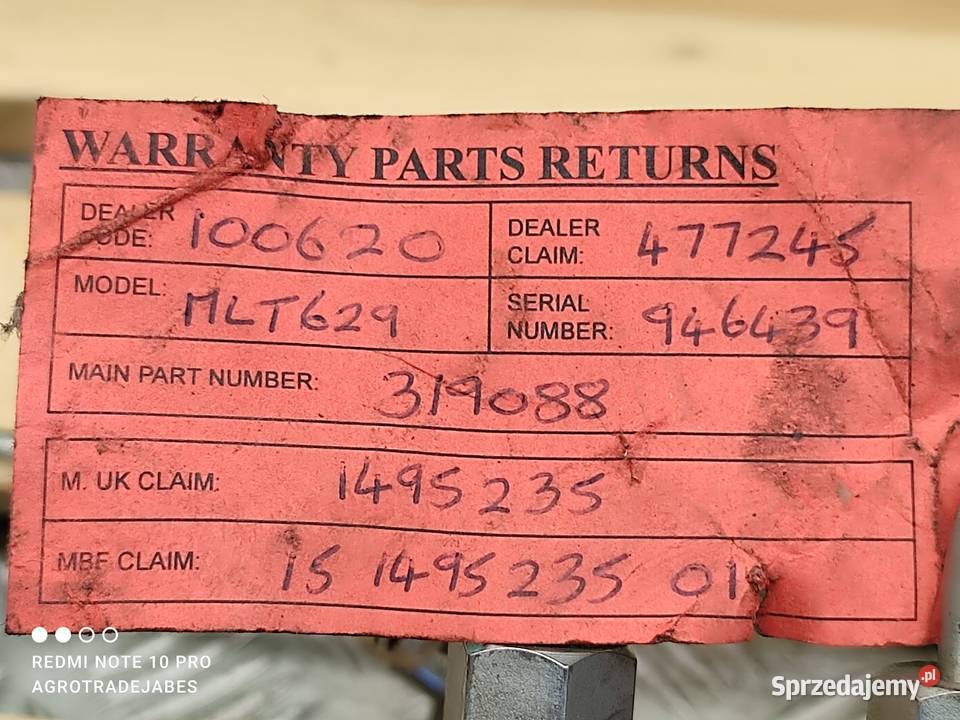 WARRANTY PARTS RETURNS
DEALER CODE: 100620
DEALER CLAIM: 477245
MODEL: MLT629
SERIAL NUMBER: 946439
MAIN PART NUMBER: 319088
M. UK CLAIM: 1495235
MBF CLAIM: 15 1495235 01
REDMI NOTE 10 PRO
AGROTRADEJABES
Sprzedajemy.pl